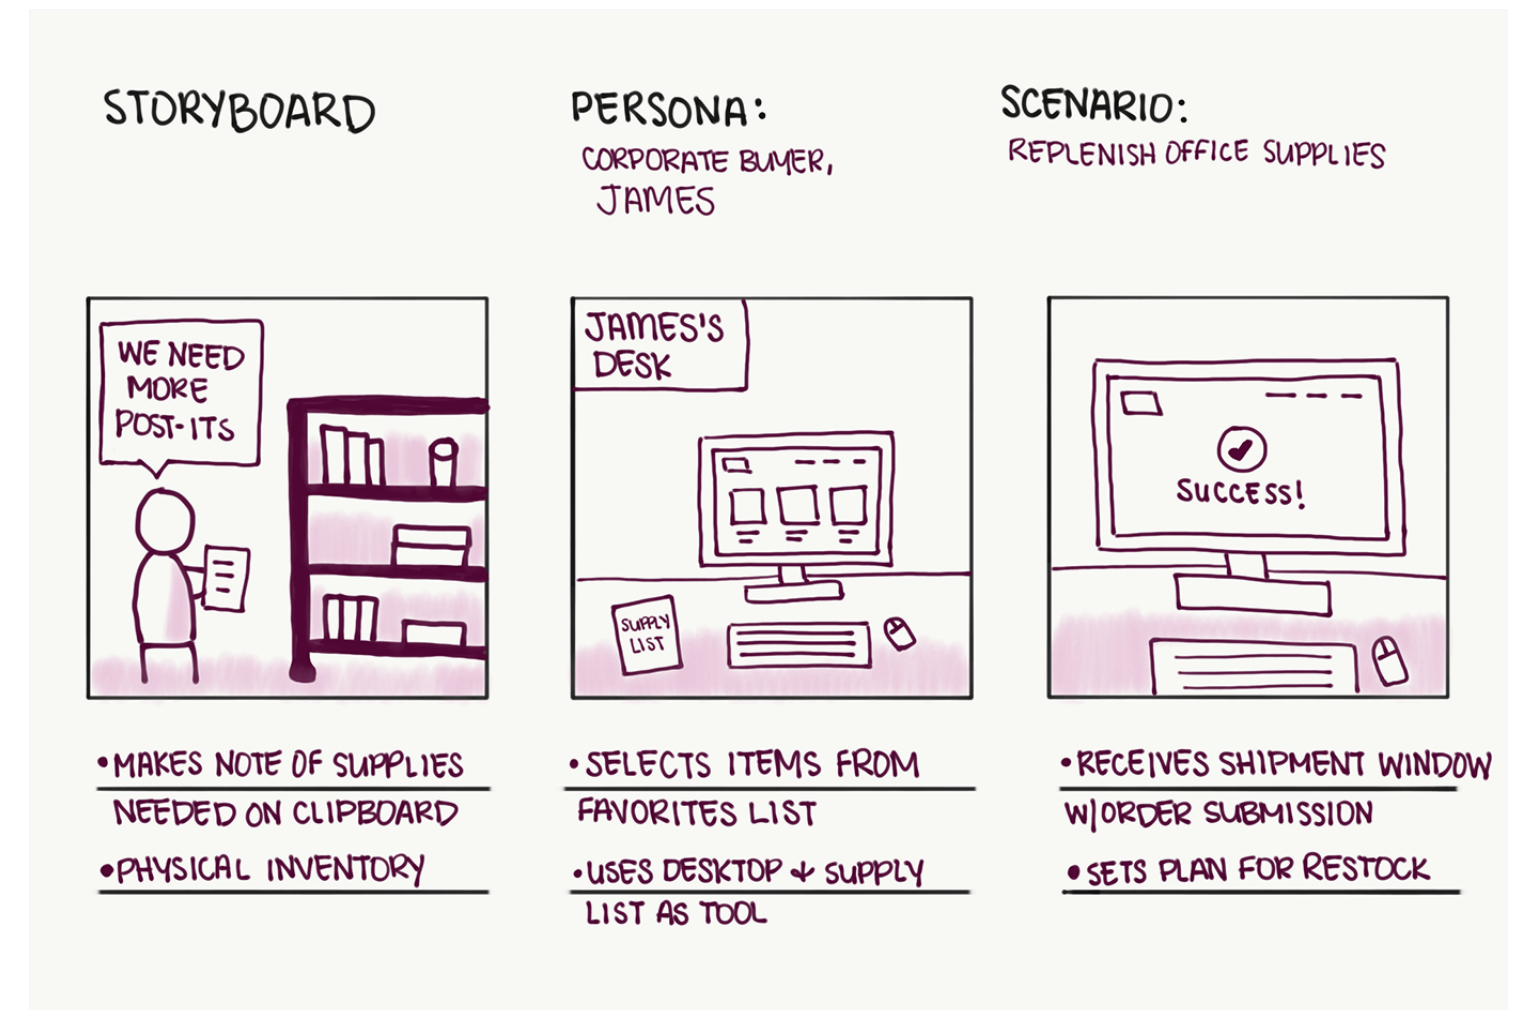 STORYBOARD
PERSONA:
CORPORATE BUYER,
JAMES
SCENARIO:
REPLENISH OFFICE SUPPLIES
WE NEED
MORE
POST-ITS
JAMES'S
DESK
SUPPLY
LIST
SUCCESS!
•MAKES NOTE OF SUPPLIES
NEEDED ON CLIPBOARD
•PHYSICAL INVENTORY
•SELECTS ITEMS FROM
FAVORITES LIST
•USES DESKTOP + SUPPLY
LIST AS TOOL
•RECEIVES SHIPMENT WINDOW
W/ORDER SUBMISSION
•SETS PLAN FOR RESTOCK